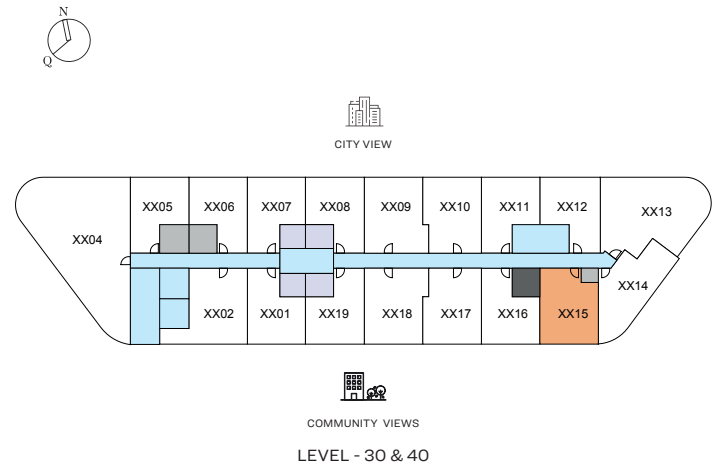 N
Q
CITY VIEW
XX05 XX06 XX07 XX08 XX09 XX10 XX11 XX12 XX13
XX04
XX14
XX02 XX01 XX19 XX18 XX17 XX16 XX15
COMMUNITY VIEWS
LEVEL - 30 & 40